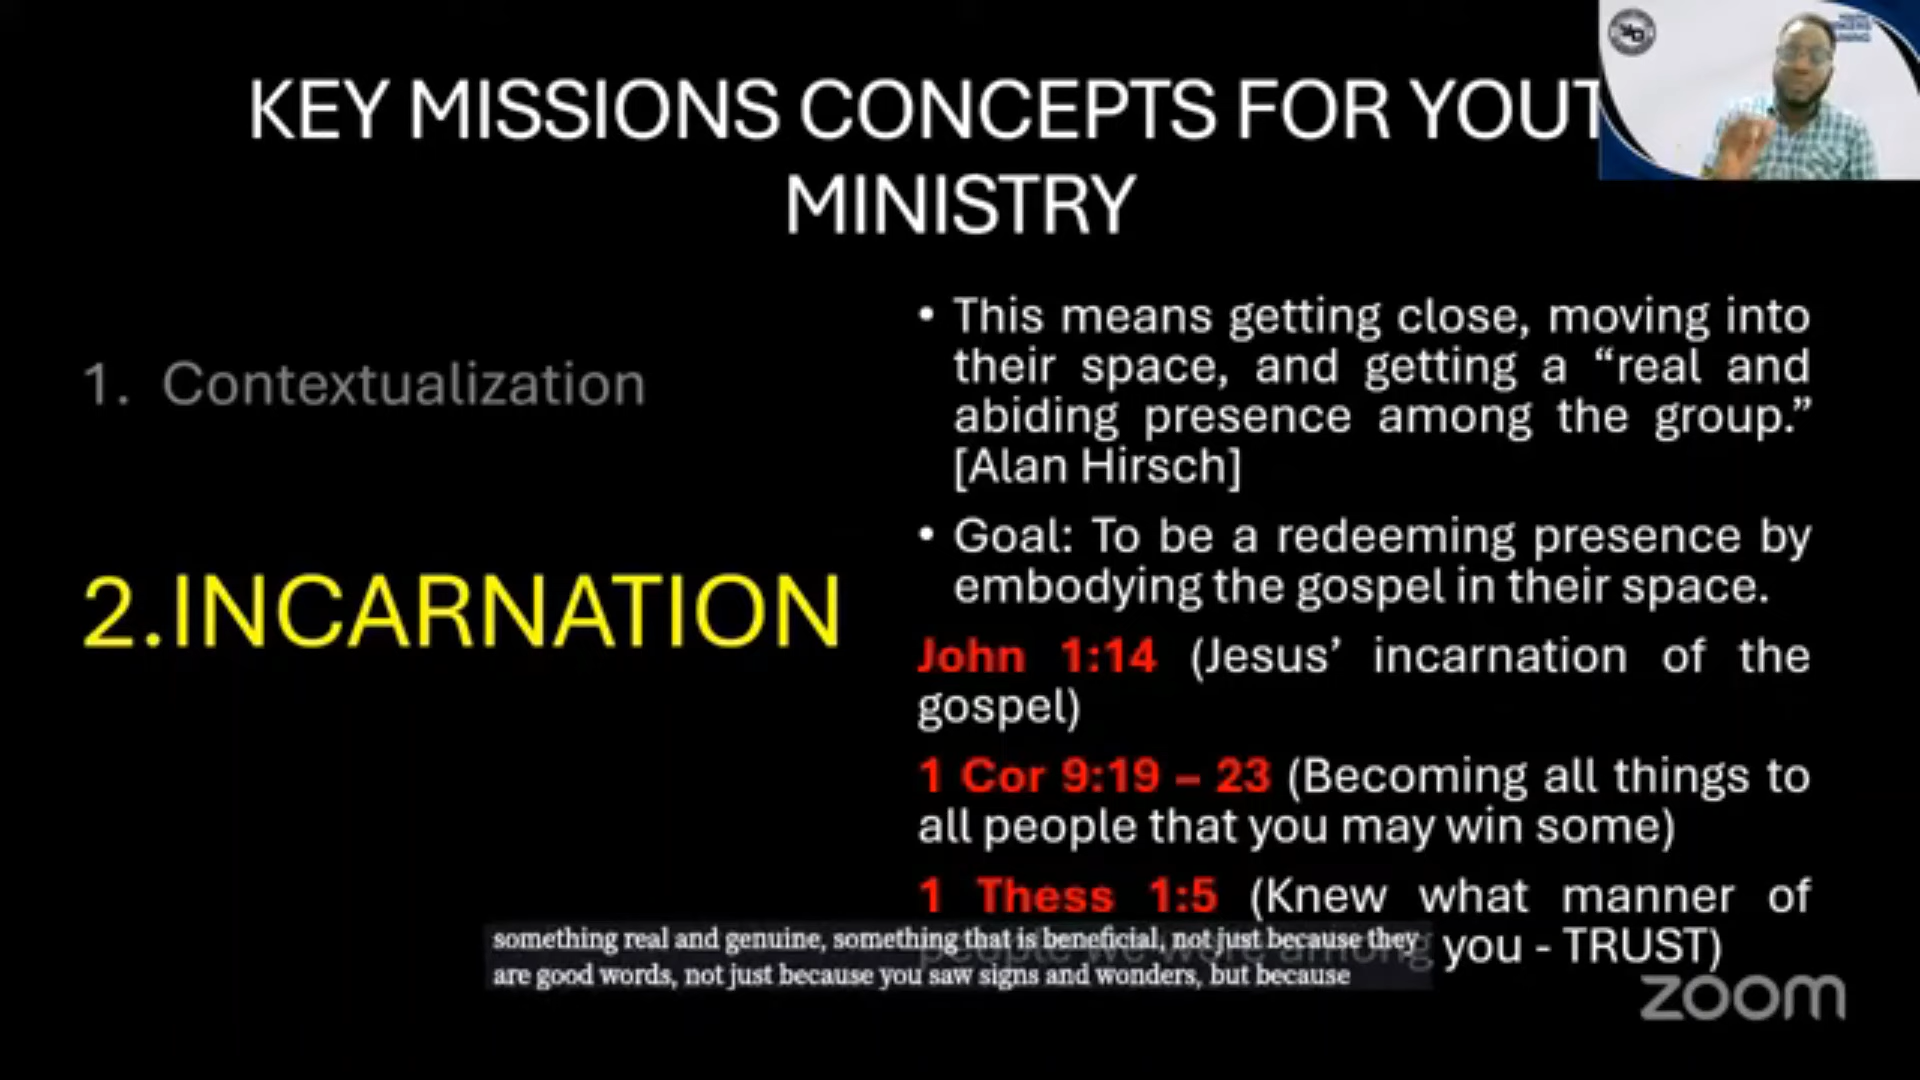 KEY MISSIONS CONCEPTS FOR YOUT
MINISTRY
1. Contextualization
2.INCARNATION
• This means getting close, moving into
their space, and getting a “real and
abiding presence among the group.”
[Alan Hirsch]
• Goal: To be a redeeming presence by
embodying the gospel in their space.
John 1:14 (Jesus’ incarnation of the
gospel)
1 Cor 9:19 – 23 (Becoming all things to
all people that you may win some)
1 Thess 1:5 (Knew what manner of
people we were among you - TRUST)
something real and genuine, something that is beneficial, not just because they
are good words, not just because you saw signs and wonders, but because
zoom